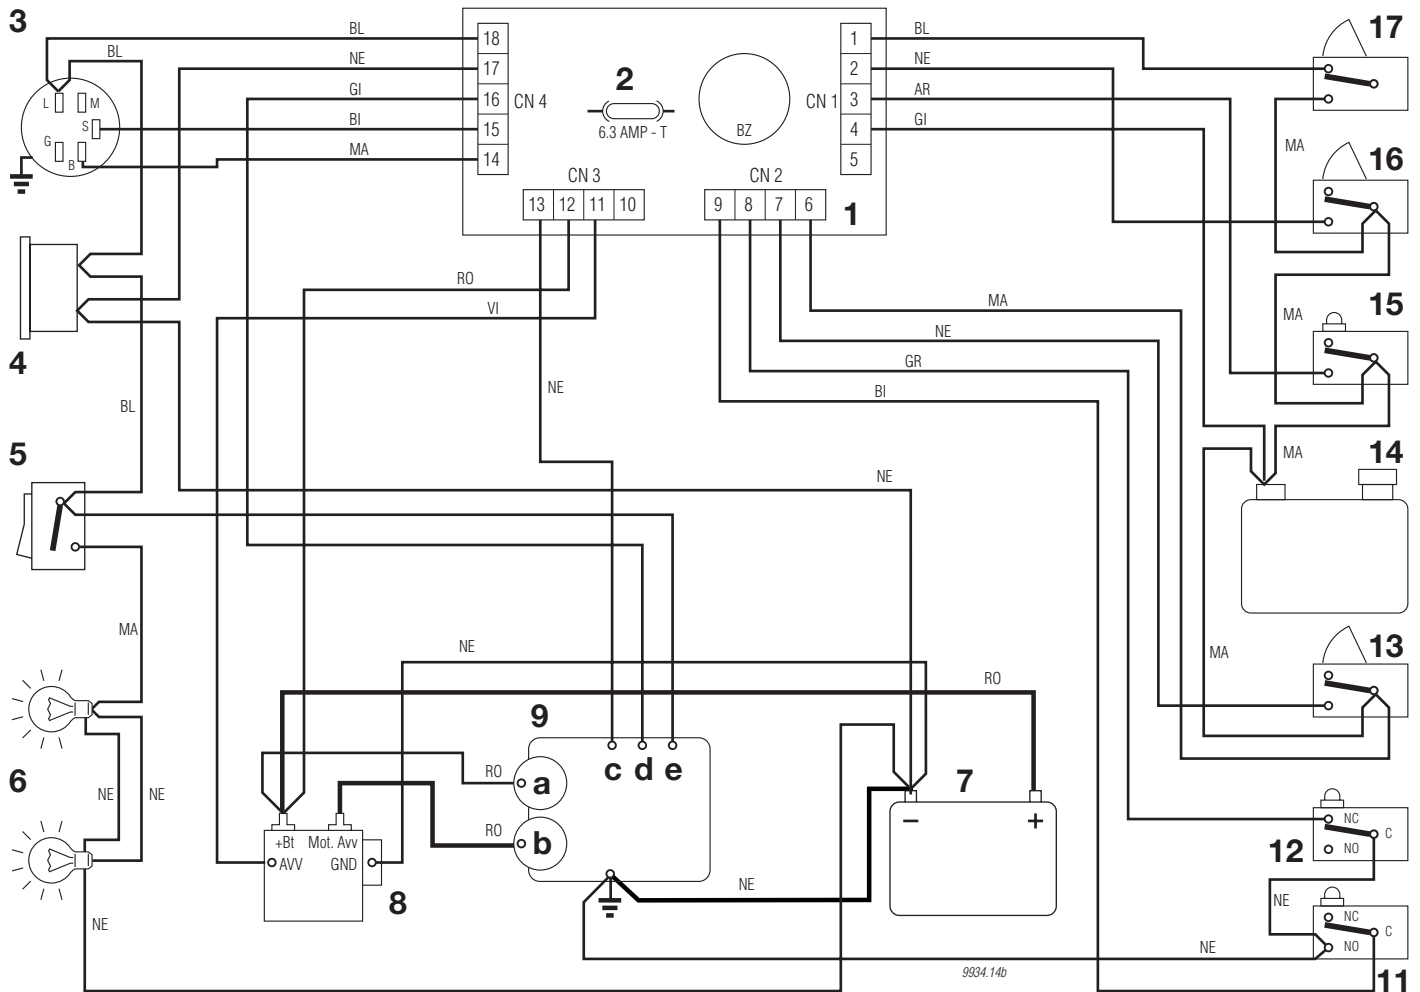 3
BL
18
1
BL
17
BL
NE
17
2
NE
2
GI
16
CN 4
CN 1
3
AR
L
M
6.3 AMP - T
BZ
S
BI
15
4
GI
G
B
MA
14
5
MA
16
CN 3
CN 2
13
12
11
10
9
8
7
6
1
RO
MA
15
VI
MA
NE
4
GR
NE
BI
BL
5
MA
14
NE
MA
NE
MA
13
RO
9
c
d
e
6
RO
a
7
NE
NE
−
+
NC
+Bt
Mot. Avv
RO
b
C
12
NO
AVV
GND
NE
8
NE
NC
NE
C
NE
NO
9934.14b
11